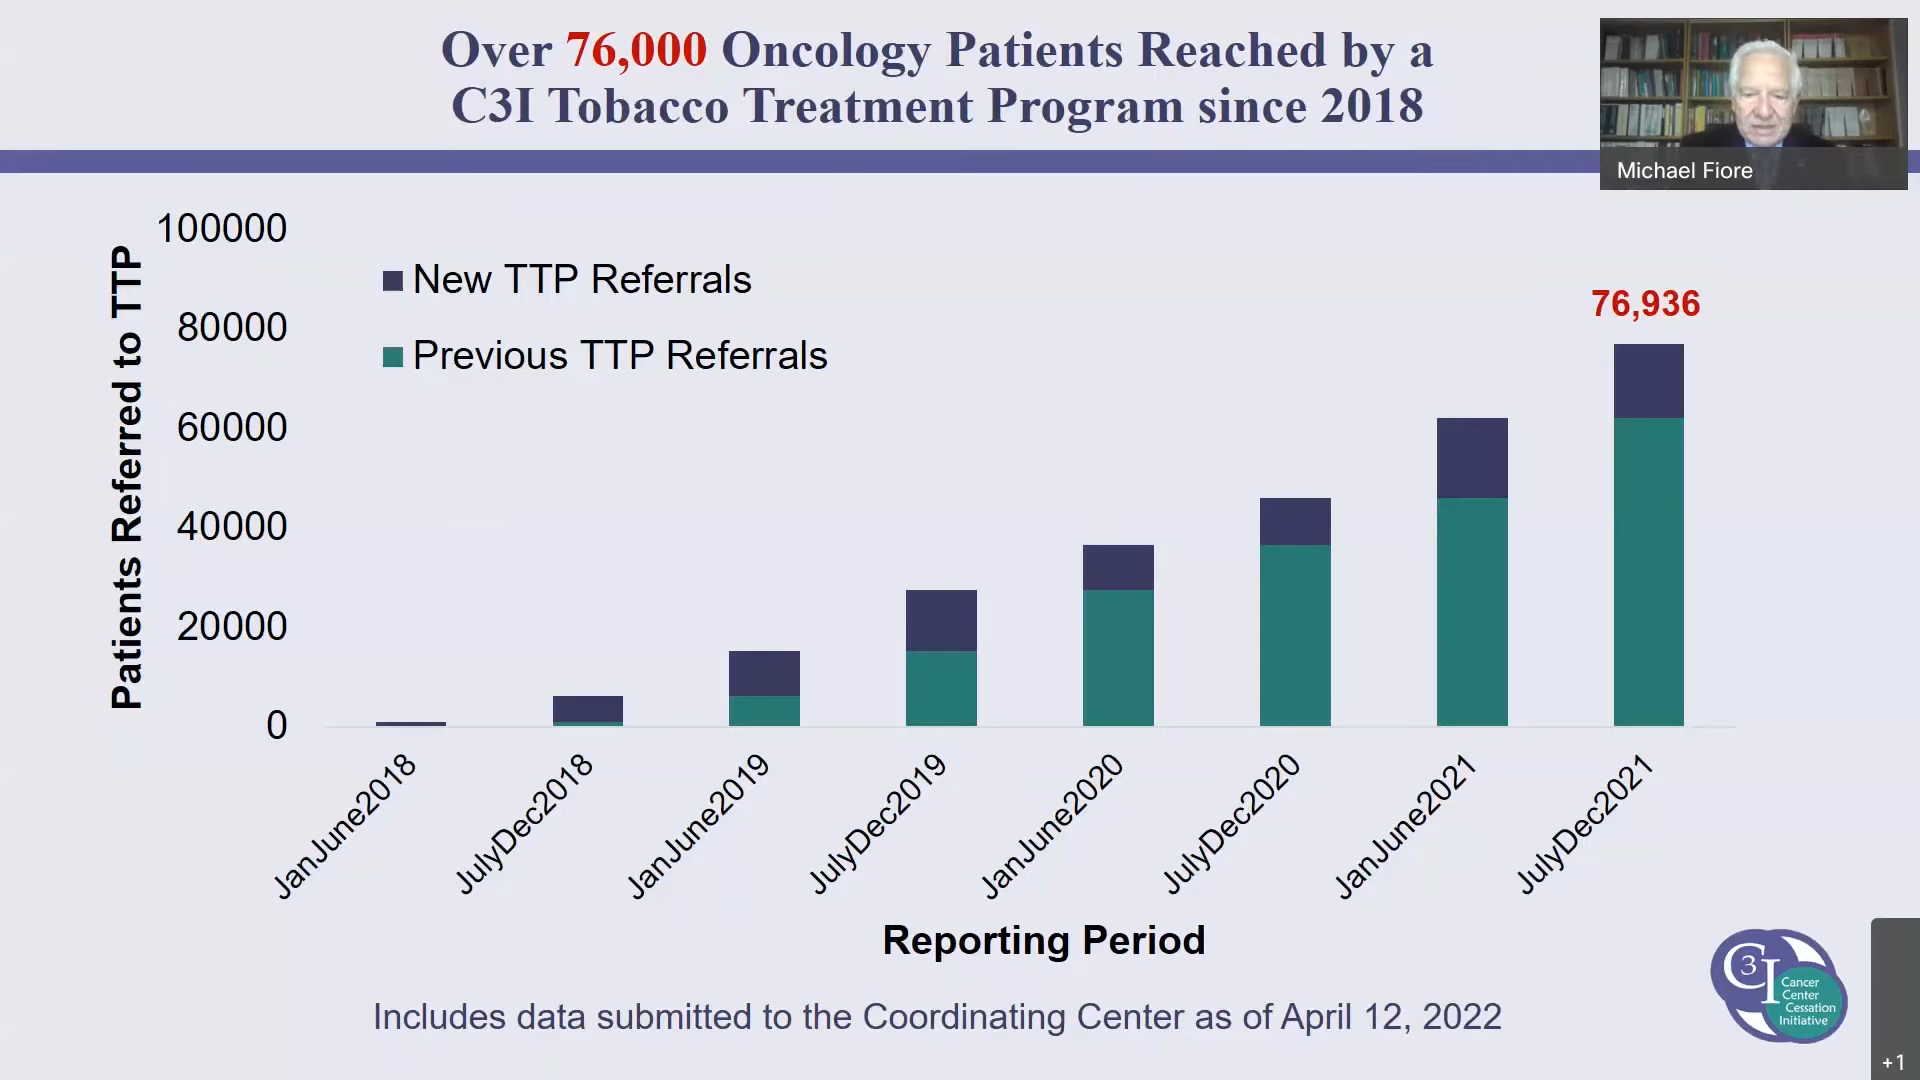 Over 76,000 Oncology Patients Reached by a
C3I Tobacco Treatment Program since 2018
Michael Fiore
Patients Referred to TTP
100000
80000
60000
40000
20000
0
New TTP Referrals
Previous TTP Referrals
76,936
JanJune2018
JulyDec2018
JanJune2019
JulyDec2019
JanJune2020
JulyDec2020
JanJune2021
JulyDec2021
Reporting Period
Includes data submitted to the Coordinating Center as of April 12, 2022
C3I
Cancer
Center
Cessation
Initiative
+1